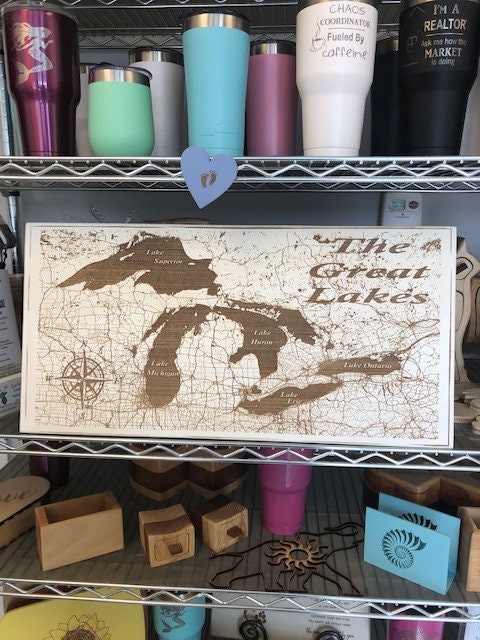 CHAOS
COORDINATOR
Fueled By
caffeine
I'M A
REALTOR
Ask me how the
MARKET
is doing
The
Great
Lakes
Lake
Superior
Lake
Huron
Lake
Michigan
Lake Ontario
Lake